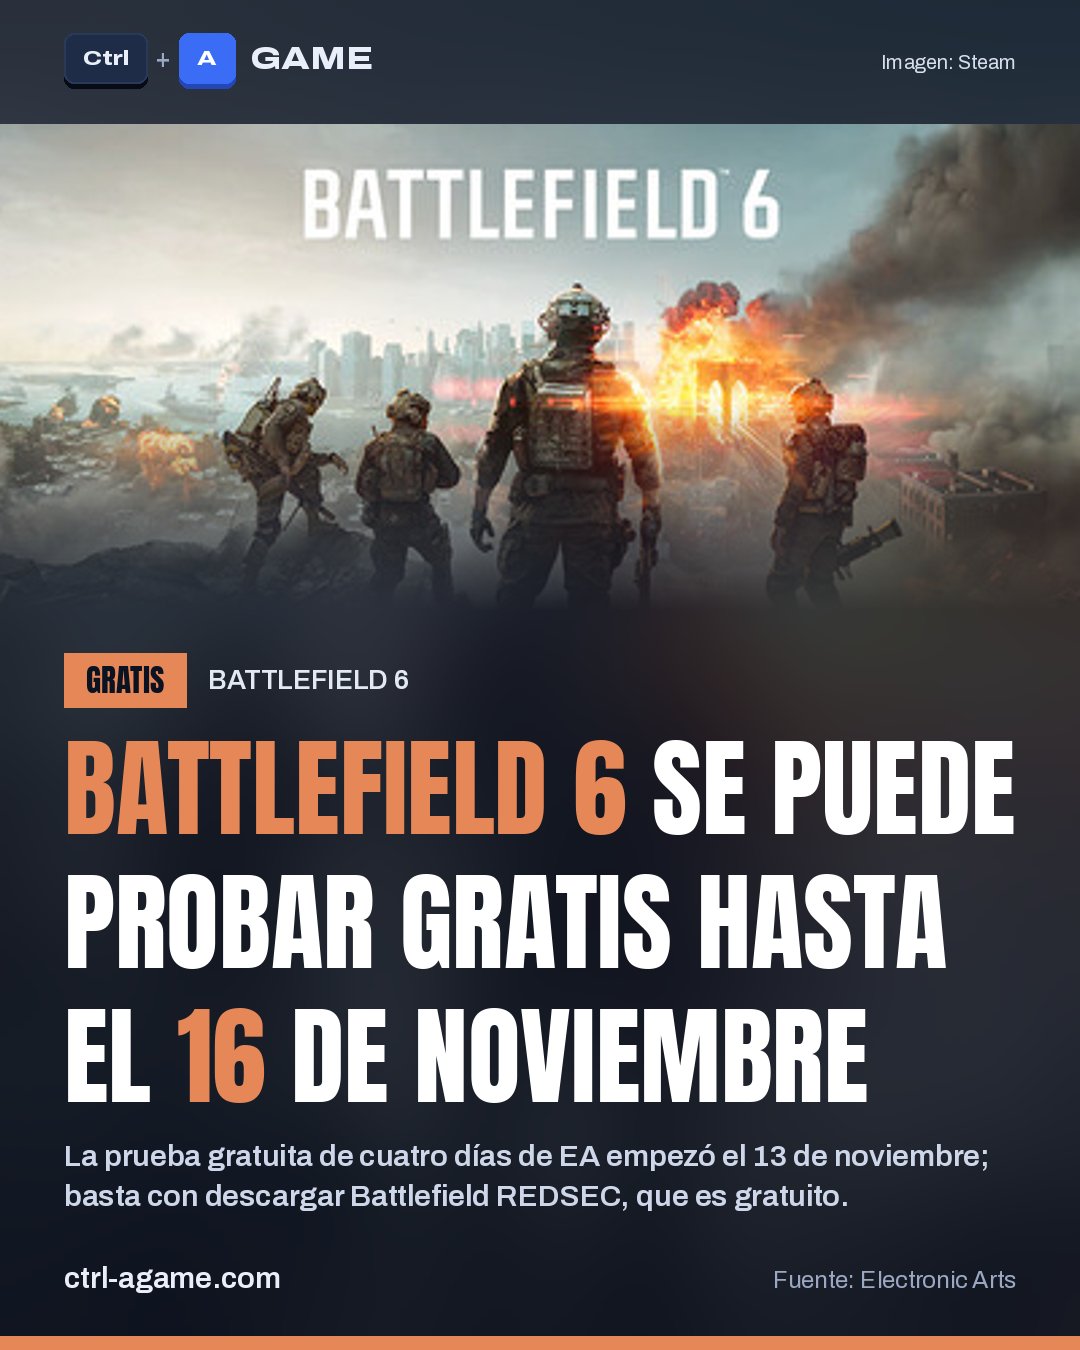 Ctrl + A GAME
Imagen: Steam
BATTLEFIELD™ 6
GRATIS BATTLEFIELD 6
BATTLEFIELD 6 SE PUEDE
PROBAR GRATIS HASTA
EL 16 DE NOVIEMBRE
La prueba gratuita de cuatro días de EA empezó el 13 de noviembre;
basta con descargar Battlefield REDSEC, que es gratuito.
ctrl-agame.com
Fuente: Electronic Arts